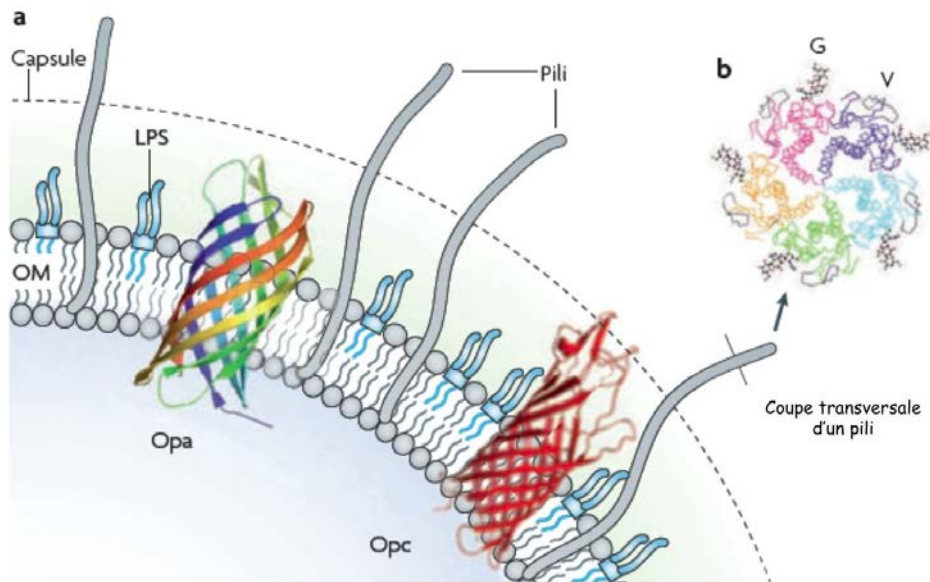 a
Capsule
LPS
Pili
b
G
V
OM
Opa
Opc
Coupe transversale
d'un pili